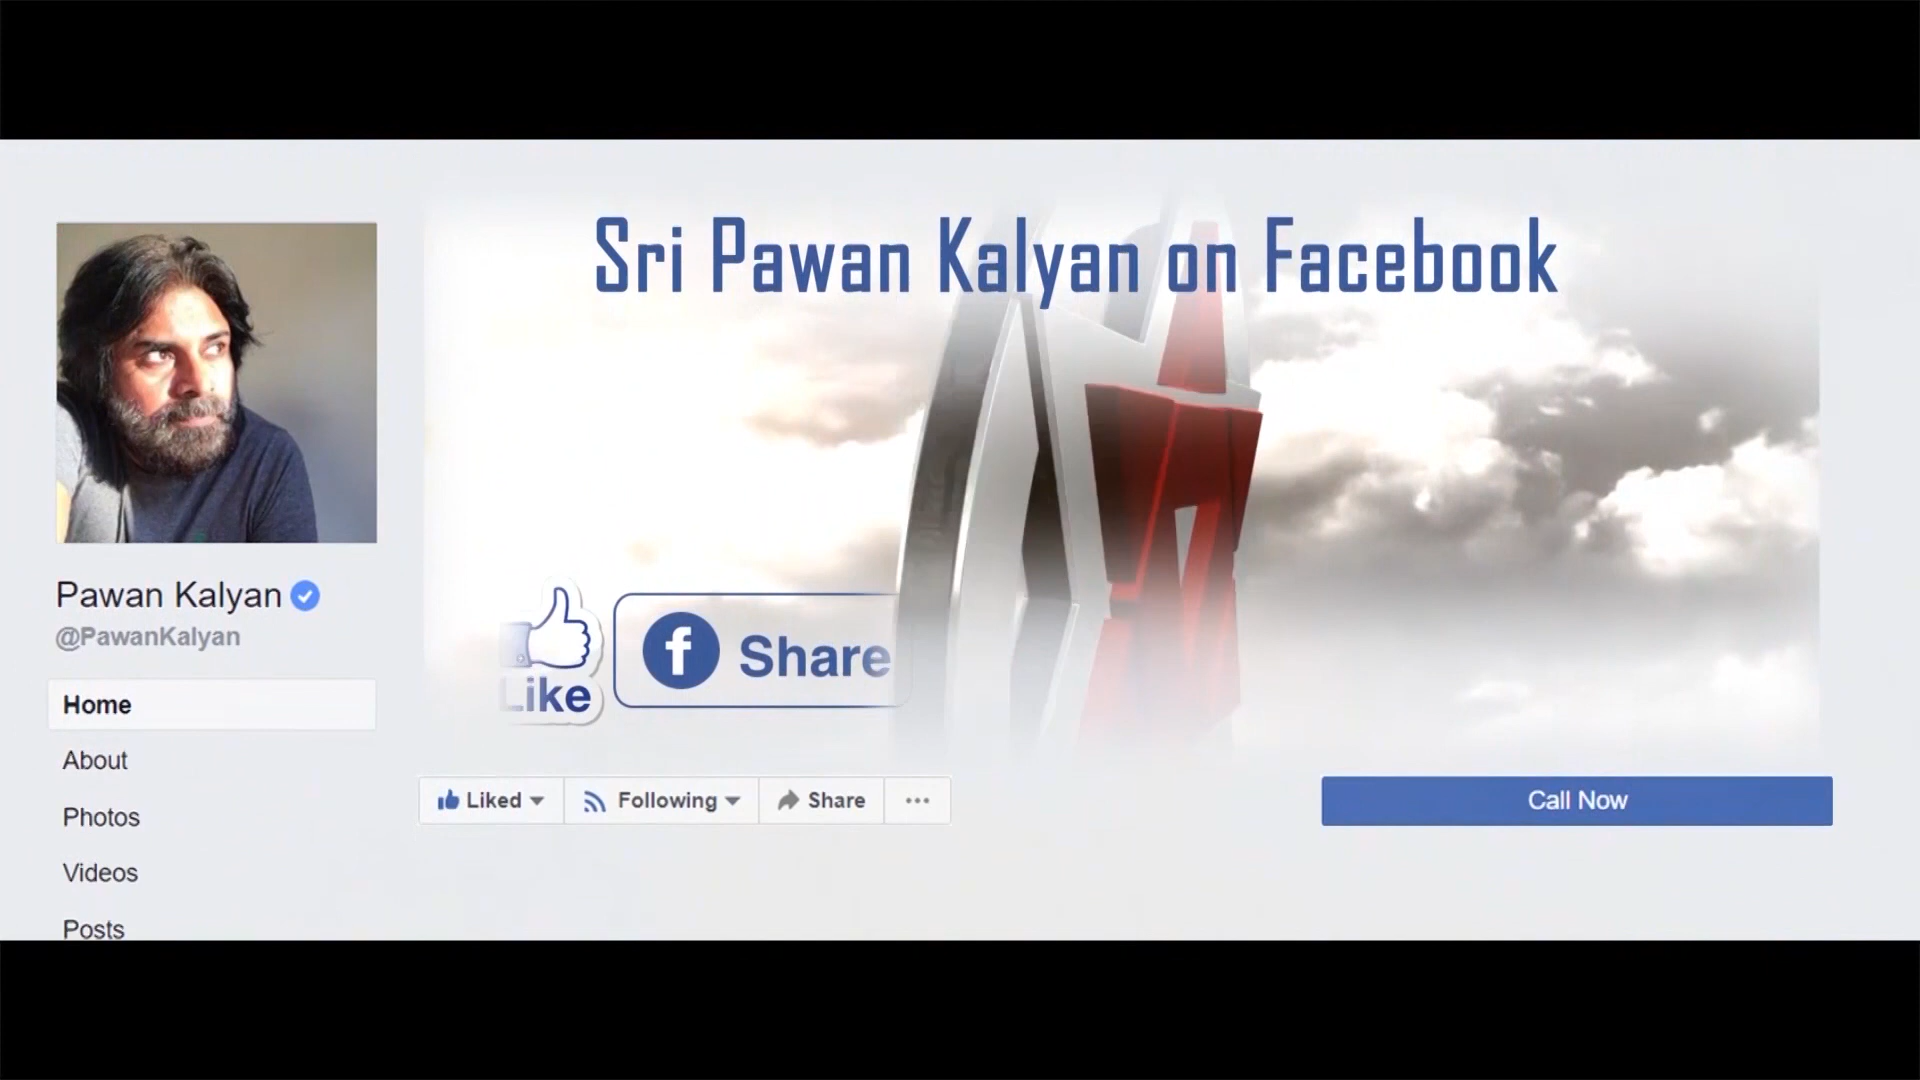 Sri Pawan Kalyan on Facebook
Pawan Kalyan
@PawanKalyan
Home
About
Photos
Videos
Posts
Like
f Share
Liked
Following
Share
Call Now